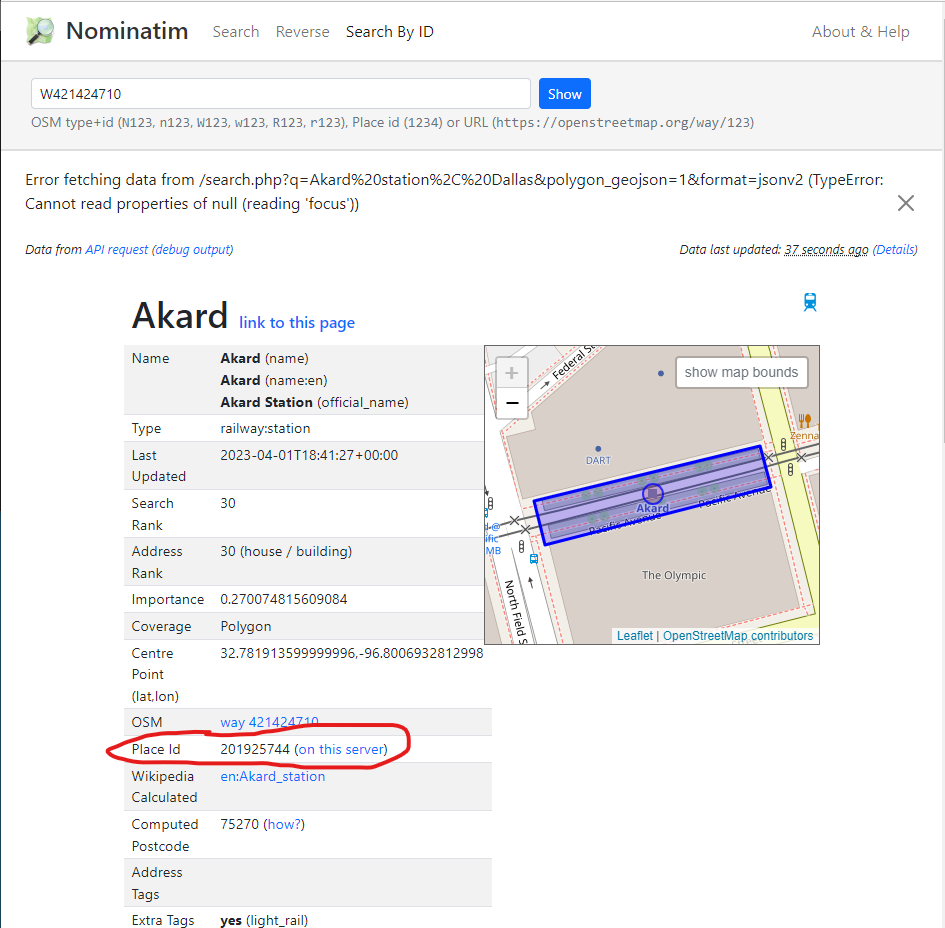 Nominatim Search Reverse Search By ID About & Help
W421424710 Show
OSM type+id (N123, n123, W123, w123, R123, r123), Place id (1234) or URL (https://openstreetmap.org/way/123)
Error fetching data from /search.php?q=Akard%20station%2C%20Dallas&polygon_geojson=1&format=jsonv2 (TypeError:
Cannot read properties of null (reading 'focus'))
Data from API request (debug output) Data last updated: 37 seconds ago (Details)
Akard link to this page
Name Akard (name)
Akard (name:en)
Akard Station (official_name)
Type railway:station
Last 2023-04-01T18:41:27+00:00
Updated
Search 30
Rank
Address 30 (house / building)
Rank
Importance 0.270074815609084
Coverage Polygon
Centre 32.781913599999996,-96.8006932812998
Point
(lat,lon)
OSM way 421424710
Place Id 201925744 (on this server)
Wikipedia en:Akard_station
Calculated
Computed 75270 (how?)
Postcode
Address
Tags
Extra Tags yes (light_rail)
+
−
Federal St
show map bounds
Zenna
DART
Akard
Pacific Avenue
Pacific Avenue
@
ific
MB
The Olympic
North Field S
Leaflet | OpenStreetMap contributors